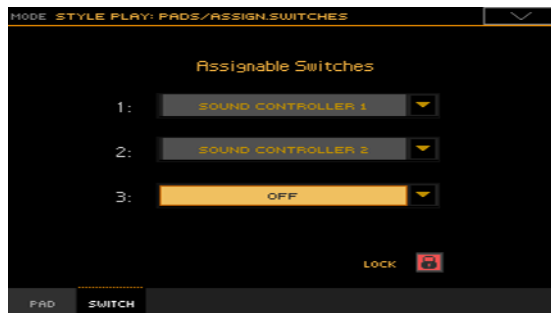 MODE STYLE PLAY: PADS/ASSIGN.SWITCHES
Assignable Switches
1: SOUND CONTROLLER 1
2: SOUND CONTROLLER 2
3: OFF
LOCK
PAD SWITCH